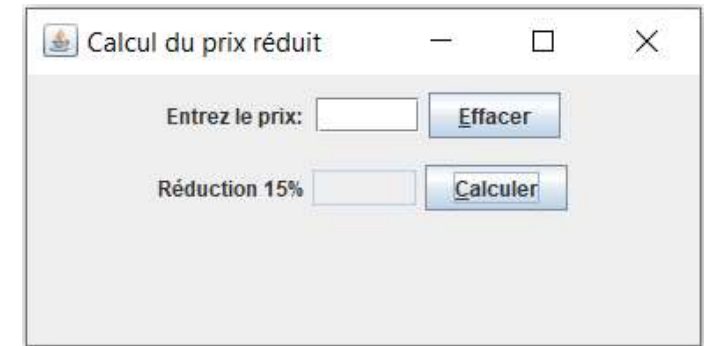 Calcul du prix réduit
Entrez le prix: Effacer
Réduction 15% Calculer